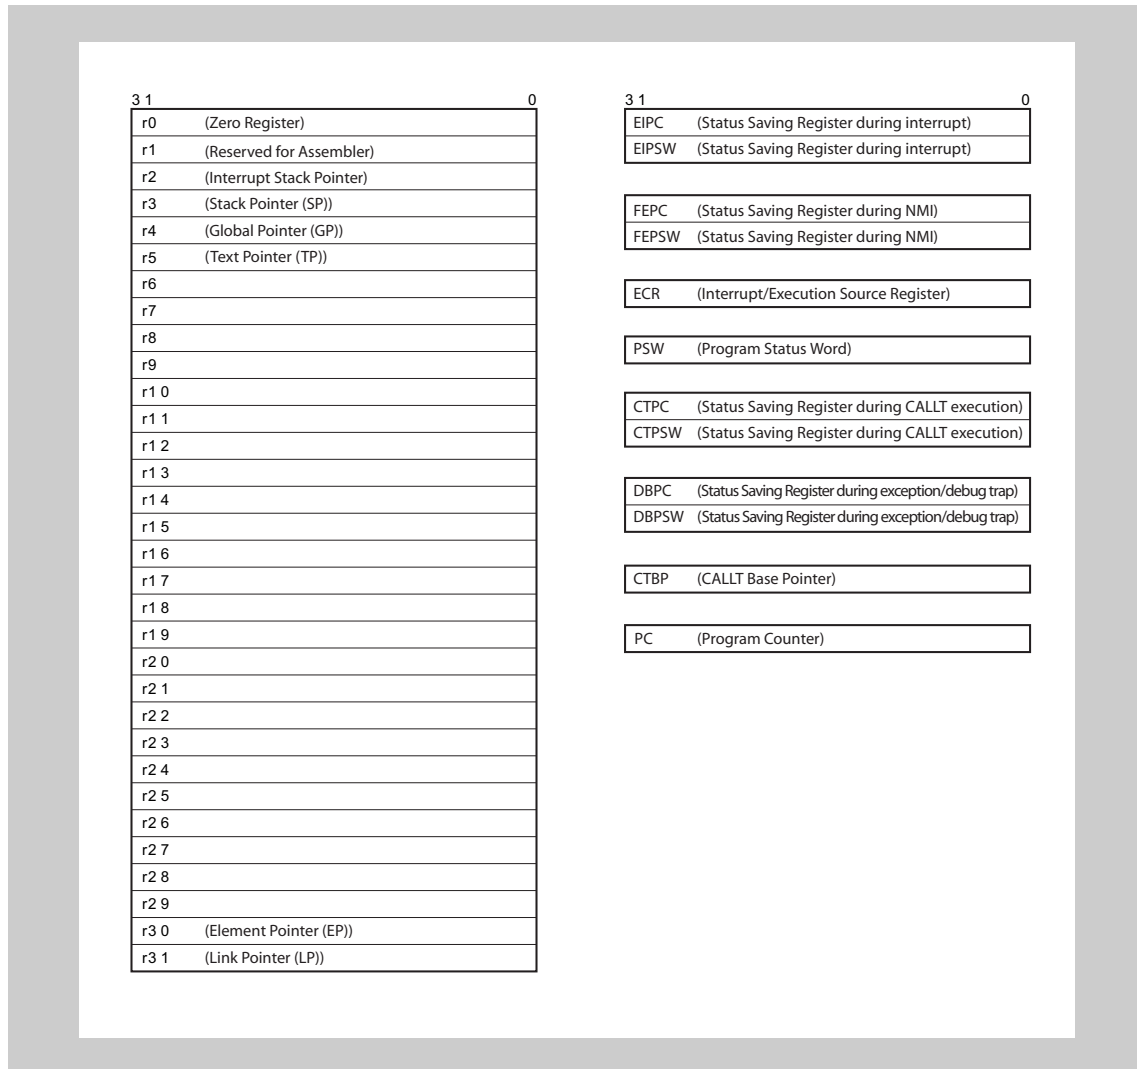 31 0
r0 (Zero Register)
r1 (Reserved for Assembler)
r2 (Interrupt Stack Pointer)
r3 (Stack Pointer (SP))
r4 (Global Pointer (GP))
r5 (Text Pointer (TP))
r6
r7
r8
r9
r10
r11
r12
r13
r14
r15
r16
r17
r18
r19
r20
r21
r22
r23
r24
r25
r26
r27
r28
r29
r30 (Element Pointer (EP))
r31 (Link Pointer (LP))
31 0
EIPC (Status Saving Register during interrupt)
EIPSW (Status Saving Register during interrupt)
FEPC (Status Saving Register during NMI)
FEPSW (Status Saving Register during NMI)
ECR (Interrupt/Execution Source Register)
PSW (Program Status Word)
CTPC (Status Saving Register during CALLT execution)
CTPSW (Status Saving Register during CALLT execution)
DBPC (Status Saving Register during exception/debug trap)
DBPSW (Status Saving Register during exception/debug trap)
CTBP (CALLT Base Pointer)
PC (Program Counter)